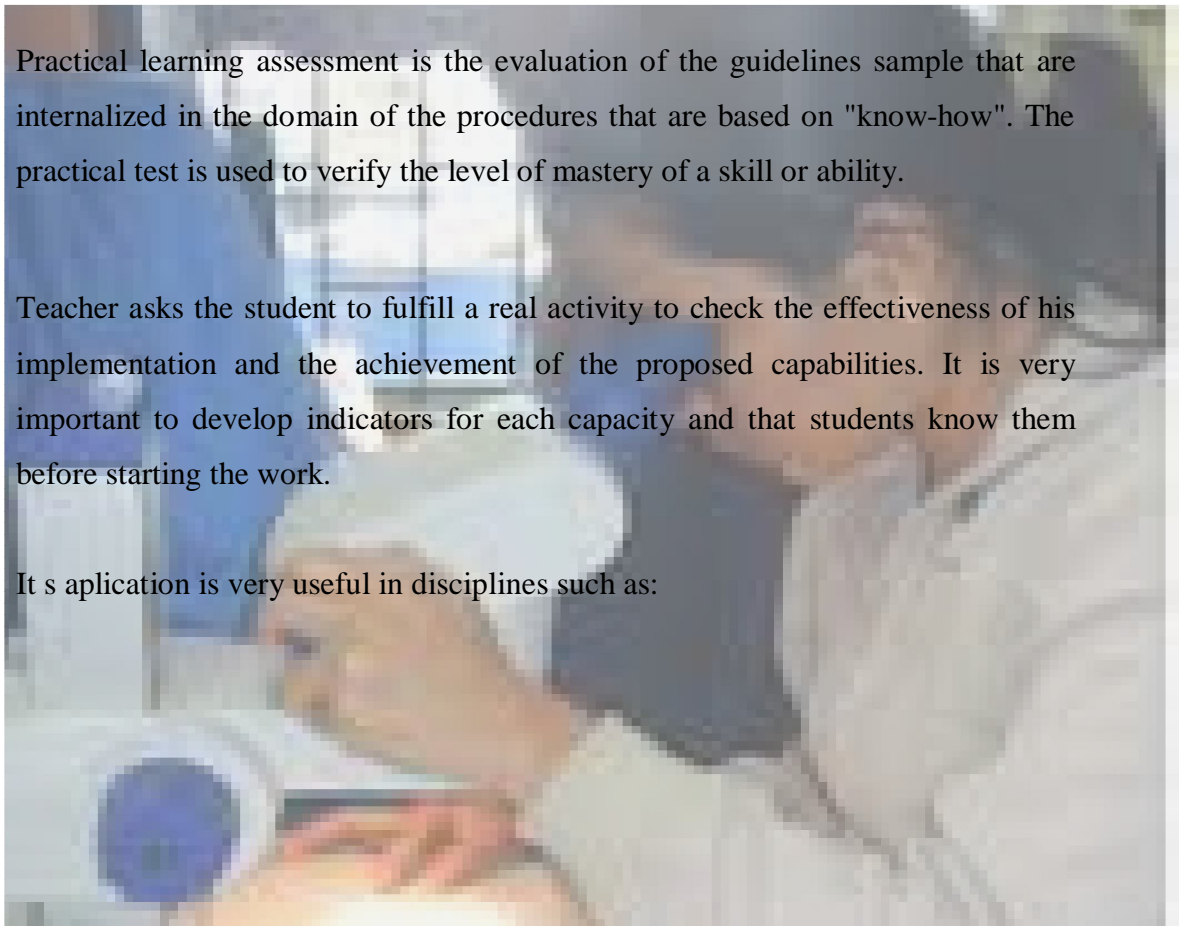 Practical learning assessment is the evaluation of the guidelines sample that are
internalized in the domain of the procedures that are based on "know-how". The
practical test is used to verify the level of mastery of a skill or ability.
Teacher asks the student to fulfill a real activity to check the effectiveness of his
implementation and the achievement of the proposed capabilities. It is very
important to develop indicators for each capacity and that students know them
before starting the work.
It s aplication is very useful in disciplines such as: